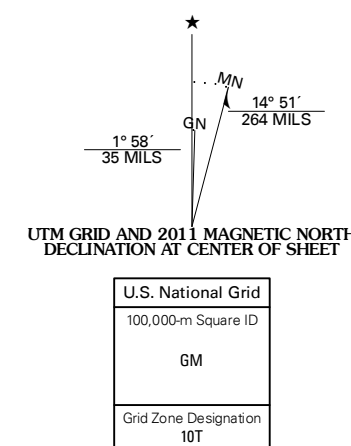 ★
MN
GN
14° 51´
264 MILS
1° 58´
35 MILS
UTM GRID AND 2011 MAGNETIC NORTH
DECLINATION AT CENTER OF SHEET
U.S. National Grid
100,000-m Square ID
GM
Grid Zone Designation
10T